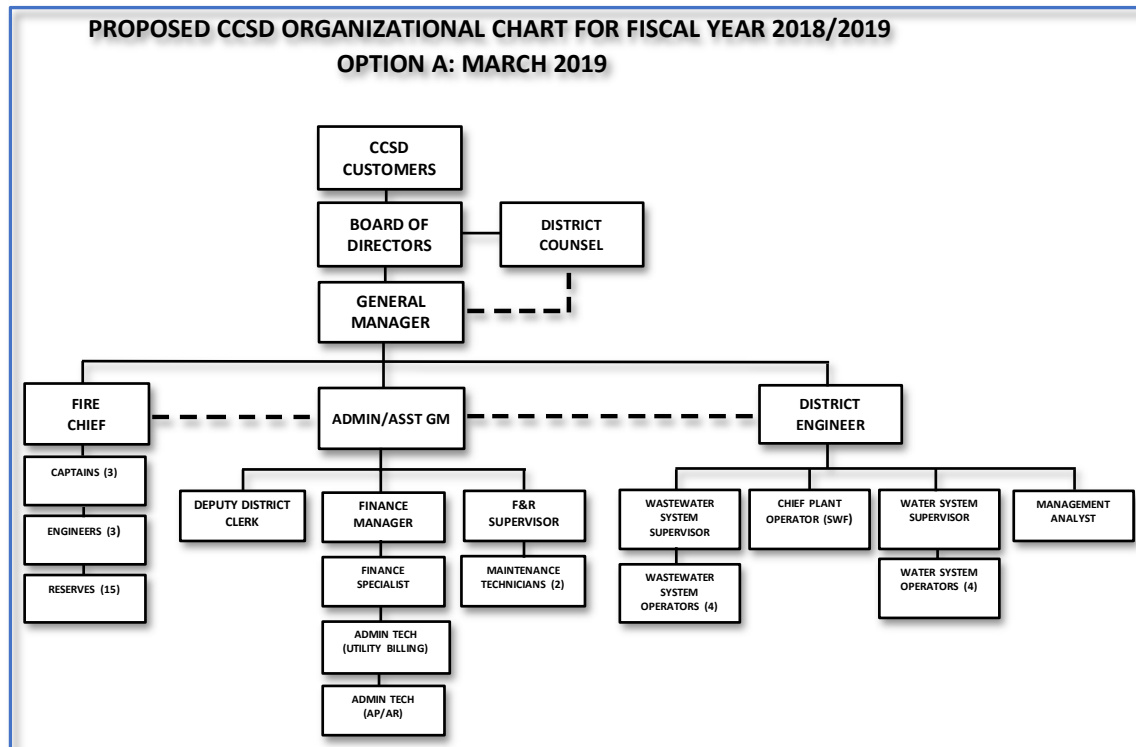 PROPOSED CCSD ORGANIZATIONAL CHART FOR FISCAL YEAR 2018/2019
OPTION A: MARCH 2019
CCSD
CUSTOMERS
BOARD OF
DIRECTORS
DISTRICT
COUNSEL
GENERAL
MANAGER
FIRE
CHIEF
ADMIN/ASST GM
DISTRICT
ENGINEER
CAPTAINS (3)
ENGINEERS (3)
RESERVES (15)
DEPUTY DISTRICT
CLERK
FINANCE
MANAGER
F&R
SUPERVISOR
FINANCE
SPECIALIST
MAINTENANCE
TECHNICIANS (2)
ADMIN TECH
(UTILITY BILLING)
ADMIN TECH
(AP/AR)
WASTEWATER
SYSTEM
SUPERVISOR
CHIEF PLANT
OPERATOR (SWF)
WATER SYSTEM
SUPERVISOR
MANAGEMENT
ANALYST
WASTEWATER
SYSTEM
OPERATORS (4)
WATER SYSTEM
OPERATORS (4)